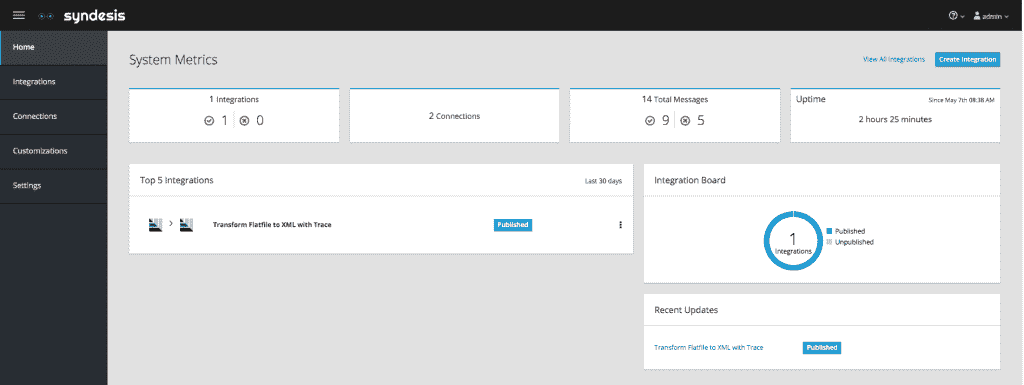 syndesis
admin
Home
Integrations
Connections
Customizations
Settings
System Metrics
View All Integrations
Create Integration
1 Integrations
1 0
2 Connections
14 Total Messages
9 5
Uptime
Since May 7th 08:38 AM
2 hours 25 minutes
Top 5 Integrations
Last 30 days
Transform Flatfile to XML with Trace
Published
Integration Board
1
Integrations
Published
Unpublished
Recent Updates
Transform Flatfile to XML with Trace
Published